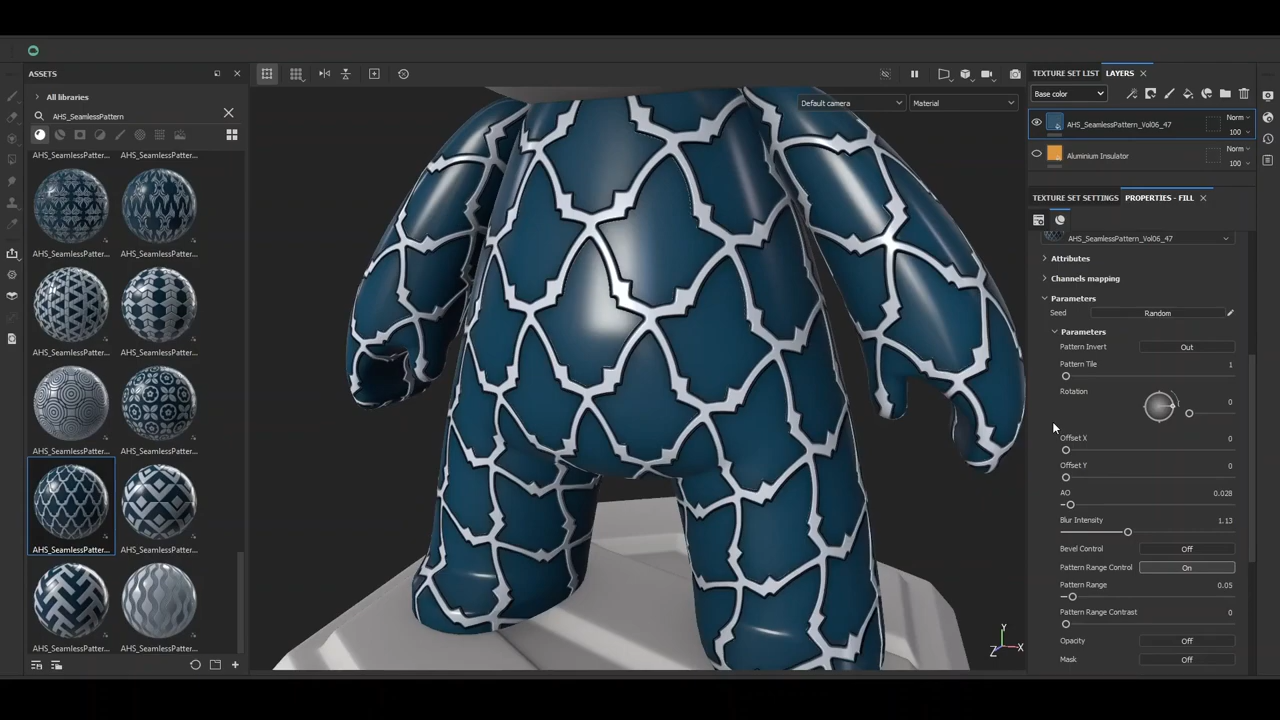 ASSETS
All libraries
AHS_SeamlessPattern
AHS_SeamlessPatter... AHS_SeamlessPatter...
AHS_SeamlessPatter... AHS_SeamlessPatter...
AHS_SeamlessPatter... AHS_SeamlessPatter...
AHS_SeamlessPatter... AHS_SeamlessPatter...
AHS_SeamlessPatter... AHS_SeamlessPatter...
AHS_SeamlessPatter... AHS_SeamlessPatter...
Default camera
Material
Y
Z X
TEXTURE SET LIST LAYERS
Base color
AHS_SeamlessPattern_Vol06_47
Norm
100
Aluminium Insulator
Norm
100
TEXTURE SET SETTINGS PROPERTIES - FILL
AHS_SeamlessPattern_Vol06_47
Attributes
Channels mapping
Parameters
Seed Random
Parameters
Pattern Invert Out
Pattern Tile 1
Rotation
0
Offset X 0
Offset Y 0
AO 0.028
Blur Intensity 1.13
Bevel Control Off
Pattern Range Control On
Pattern Range 0.05
Pattern Range Contrast 0
Opacity Off
Mask Off